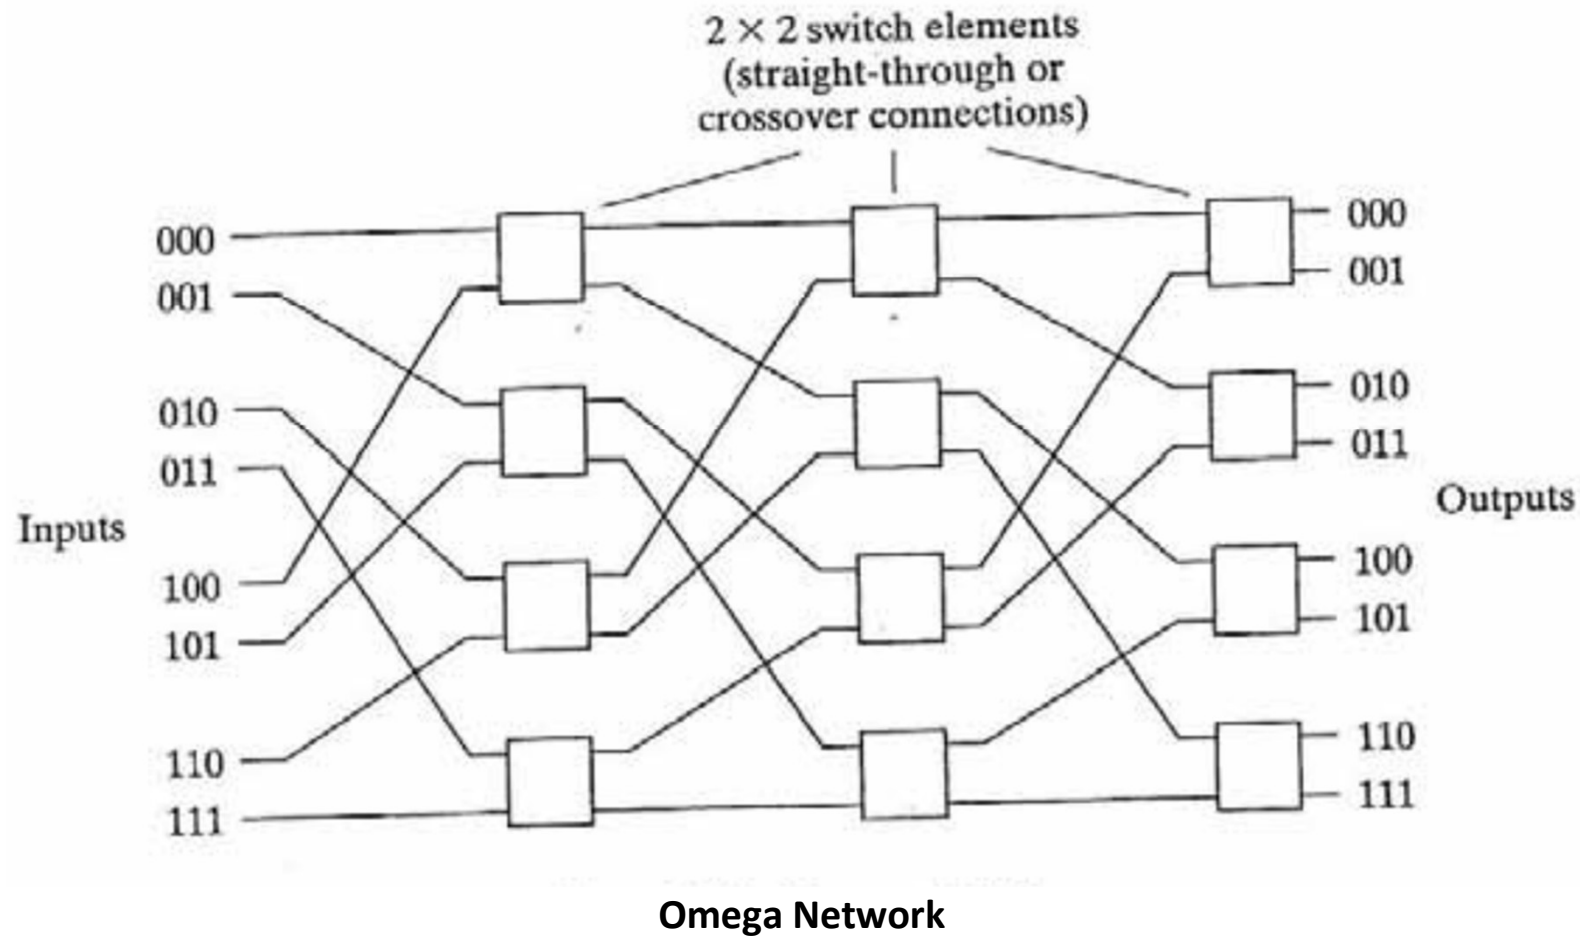 2 × 2 switch elements
(straight-through or
crossover connections)
000
001
010
011
Inputs
100
101
110
111
000
001
010
011
Outputs
100
101
110
111
Omega Network